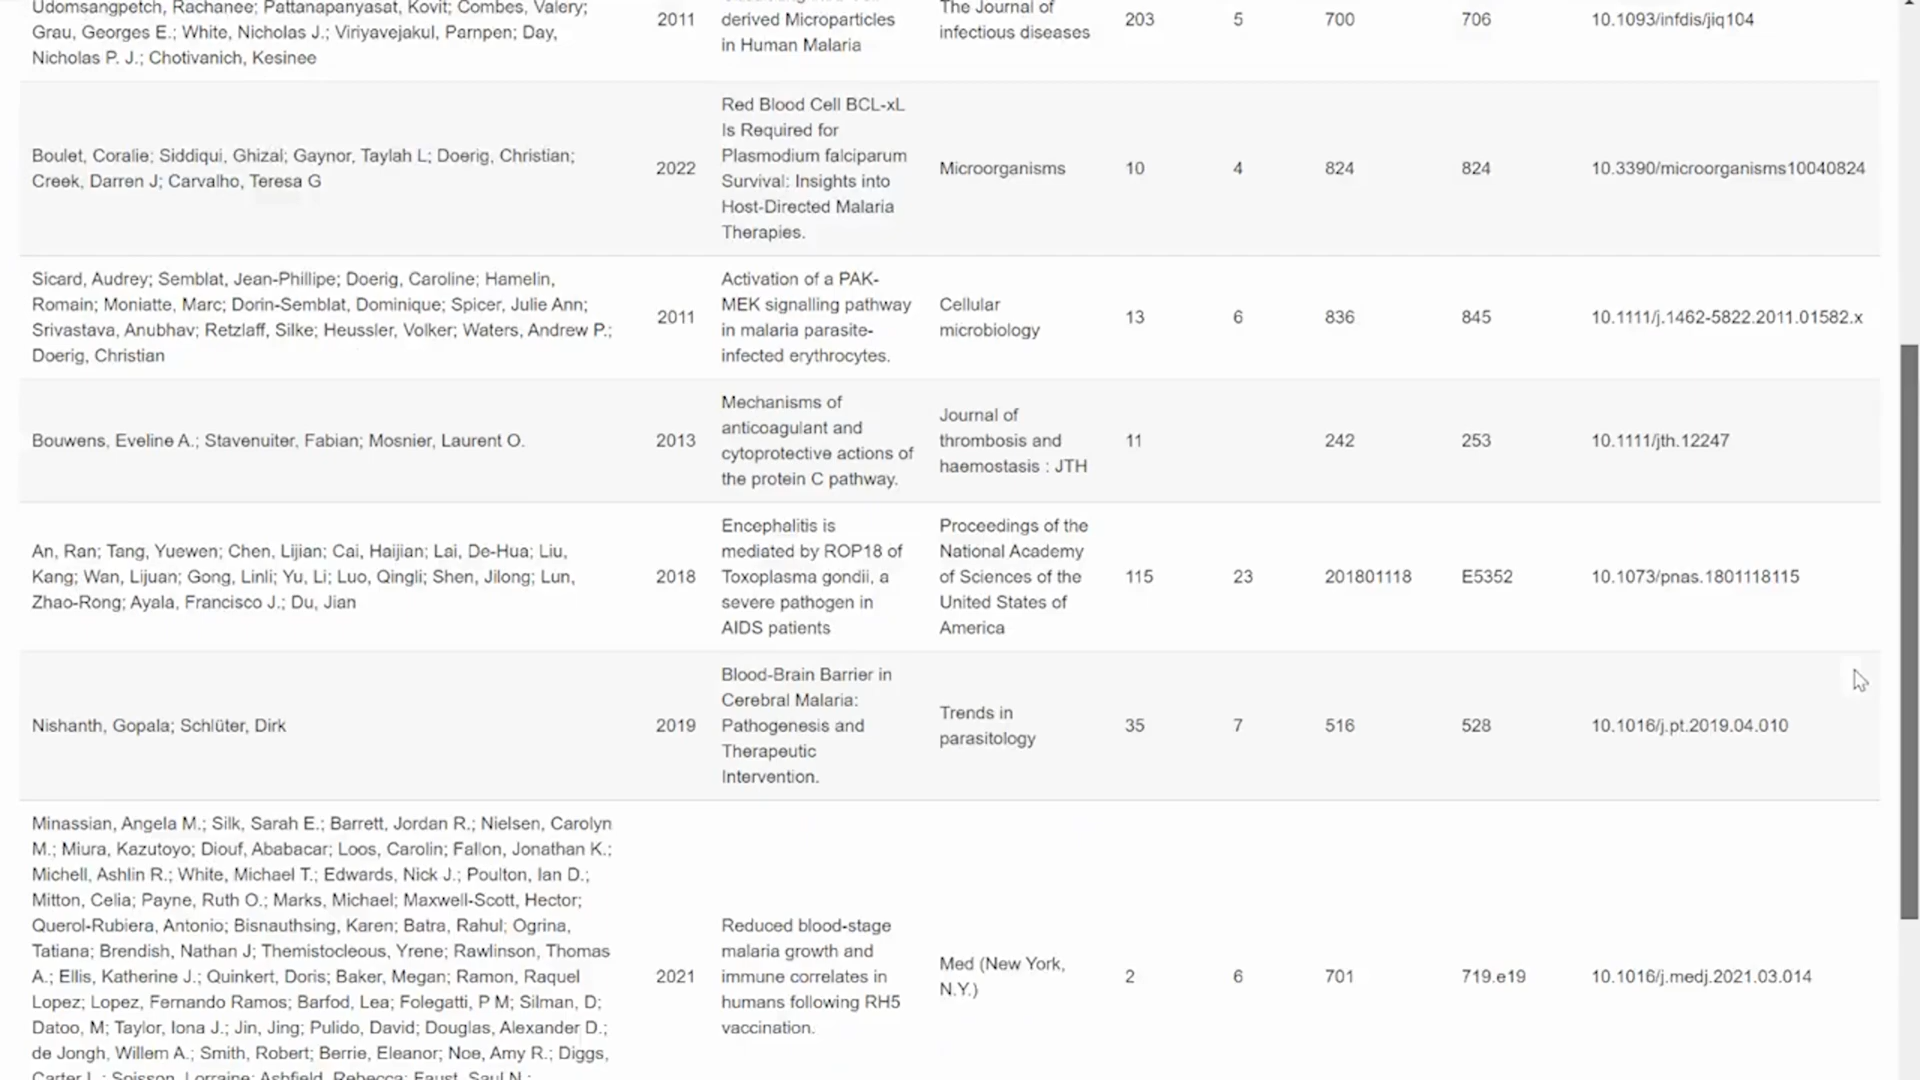 Udomsangpetch, Rachanee; Pattanapanyasat, Kovit; Combes, Valery;
Grau, Georges E.; White, Nicholas J.; Viriyavejakul, Parnpen; Day,
Nicholas P. J.; Chotivanich, Kesinee
2011
derived Microparticles
in Human Malaria
The Journal of
infectious diseases
203
5
700
706
10.1093/infdis/jiq104
Boulet, Coralie; Siddiqui, Ghizal; Gaynor, Taylah L; Doerig, Christian;
Creek, Darren J; Carvalho, Teresa G
2022
Red Blood Cell BCL-xL
Is Required for
Plasmodium falciparum
Survival: Insights into
Host-Directed Malaria
Therapies.
Microorganisms
10
4
824
824
10.3390/microorganisms10040824
Sicard, Audrey; Semblat, Jean-Phillipe; Doerig, Caroline; Hamelin,
Romain; Moniatte, Marc; Dorin-Semblat, Dominique; Spicer, Julie Ann;
Srivastava, Anubhav; Retzlaff, Silke; Heussler, Volker; Waters, Andrew P.;
Doerig, Christian
2011
Activation of a PAK-
MEK signalling pathway
in malaria parasite-
infected erythrocytes.
Cellular
microbiology
13
6
836
845
10.1111/j.1462-5822.2011.01582.x
Bouwens, Eveline A.; Stavenuiter, Fabian; Mosnier, Laurent O.
2013
Mechanisms of
anticoagulant and
cytoprotective actions of
the protein C pathway.
Journal of
thrombosis and
haemostasis : JTH
11
242
253
10.1111/jth.12247
An, Ran; Tang, Yuewen; Chen, Lijian; Cai, Haijian; Lai, De-Hua; Liu,
Kang; Wan, Lijuan; Gong, Linli; Yu, Li; Luo, Qingli; Shen, Jilong; Lun,
Zhao-Rong; Ayala, Francisco J.; Du, Jian
2018
Encephalitis is
mediated by ROP18 of
Toxoplasma gondii, a
severe pathogen in
AIDS patients
Proceedings of the
National Academy
of Sciences of the
United States of
America
115
23
201801118
E5352
10.1073/pnas.1801118115
Nishanth, Gopala; Schlüter, Dirk
2019
Blood-Brain Barrier in
Cerebral Malaria:
Pathogenesis and
Therapeutic
Intervention.
Trends in
parasitology
35
7
516
528
10.1016/j.pt.2019.04.010
Minassian, Angela M.; Silk, Sarah E.; Barrett, Jordan R.; Nielsen, Carolyn
M.; Miura, Kazutoyo; Diouf, Ababacar; Loos, Carolin; Fallon, Jonathan K.;
Michell, Ashlin R.; White, Michael T.; Edwards, Nick J.; Poulton, Ian D.;
Mitton, Celia; Payne, Ruth O.; Marks, Michael; Maxwell-Scott, Hector;
Querol-Rubiera, Antonio; Bisnauthsing, Karen; Batra, Rahul; Ogrina,
Tatiana; Brendish, Nathan J; Themistocleous, Yrene; Rawlinson, Thomas
A.; Ellis, Katherine J.; Quinkert, Doris; Baker, Megan; Ramon, Raquel
Lopez; Lopez, Fernando Ramos; Barfod, Lea; Folegatti, P M; Silman, D;
Datoo, M; Taylor, Iona J.; Jin, Jing; Pulido, David; Douglas, Alexander D.;
de Jongh, Willem A.; Smith, Robert; Berrie, Eleanor; Noe, Amy R.; Diggs,
Carter L.; Soisson, Lorraine; Ashfield, Rebecca; Faust, Saul N.;
2021
Reduced blood-stage
malaria growth and
immune correlates in
humans following RH5
vaccination.
Med (New York,
N.Y.)
2
6
701
719.e19
10.1016/j.medj.2021.03.014